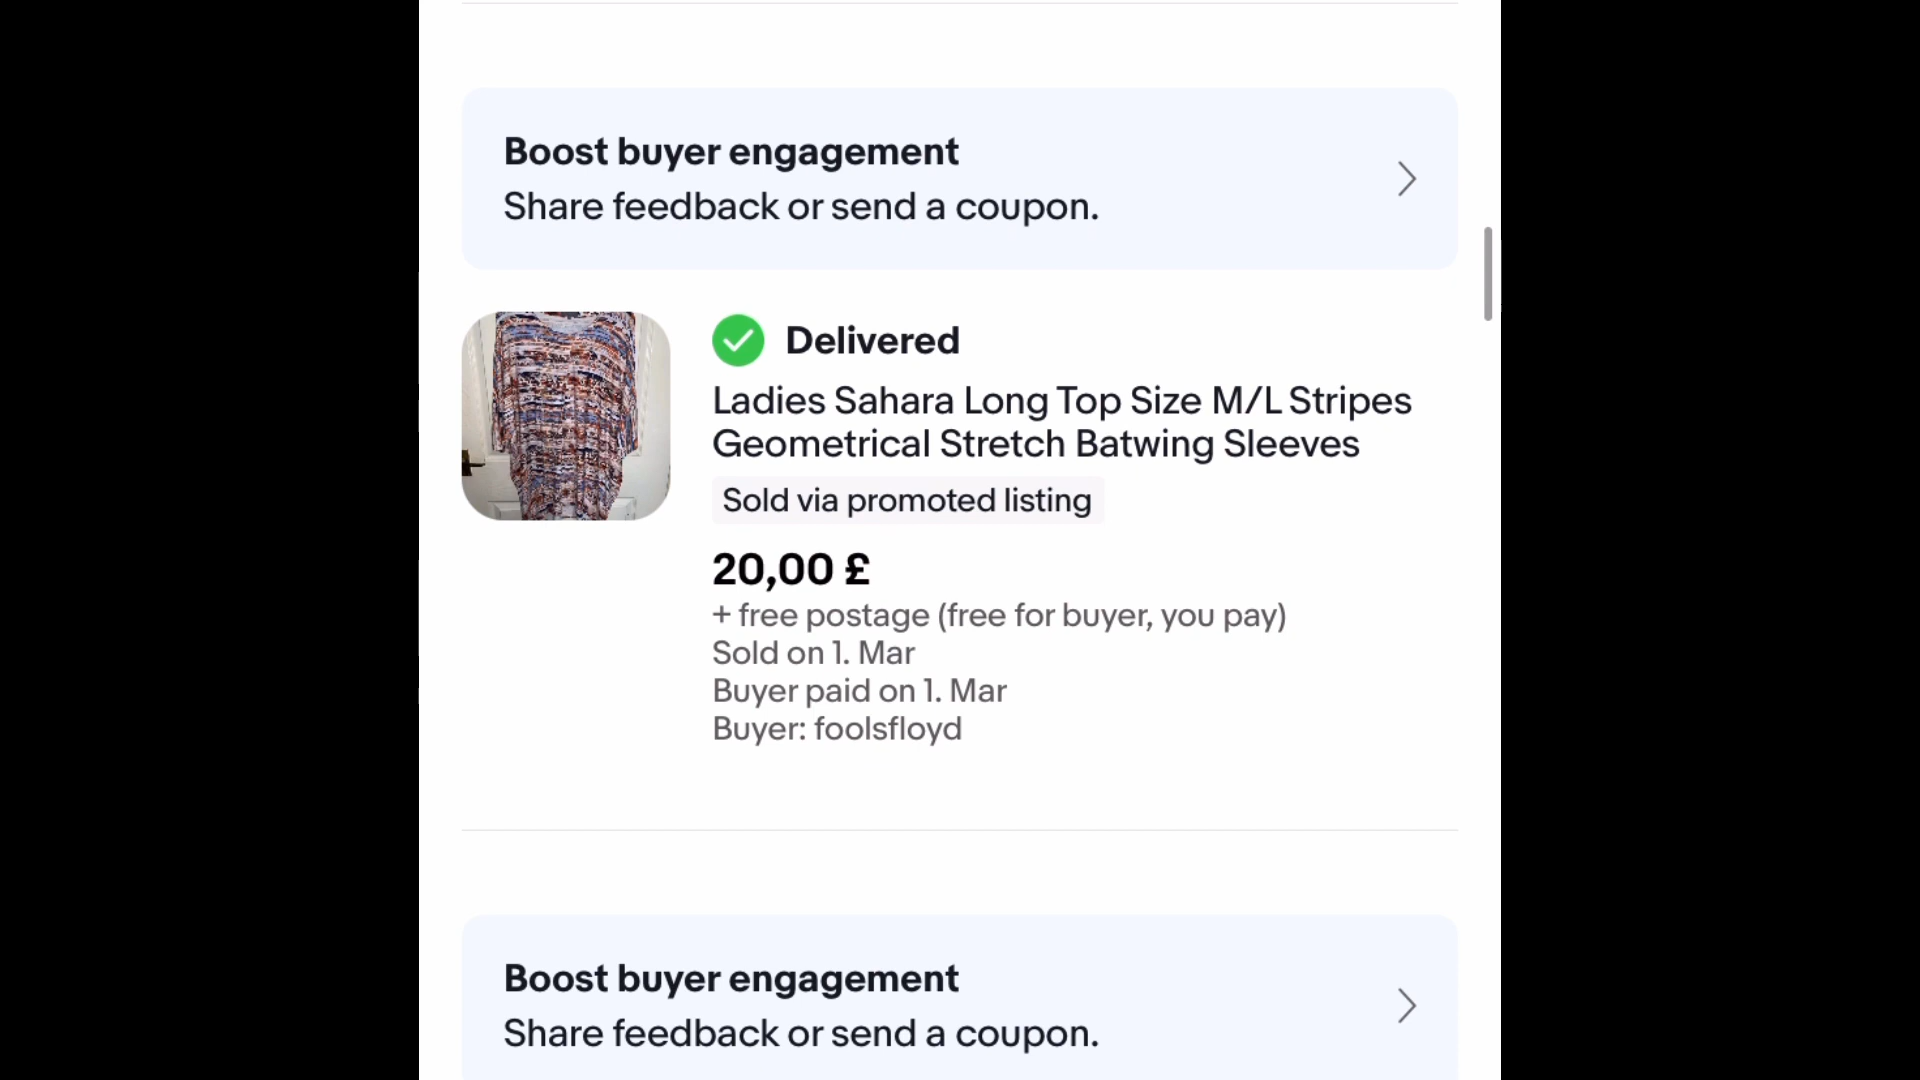 Boost buyer engagement
Share feedback or send a coupon.
Delivered
Ladies Sahara Long Top Size M/L Stripes
Geometrical Stretch Batwing Sleeves
Sold via promoted listing
20,00 £
+ free postage (free for buyer, you pay)
Sold on 1. Mar
Buyer paid on 1. Mar
Buyer: foolsfloyd
Boost buyer engagement
Share feedback or send a coupon.